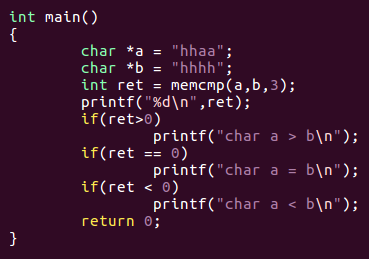 int main()
{
        char *a = "hhaa";
        char *b = "hhhh";
        int ret = memcmp(a,b,3);
        printf("%d\n",ret);
        if(ret>0)
                printf("char a > b\n");
        if(ret == 0)
                printf("char a = b\n");
        if(ret < 0)
                printf("char a < b\n");
        return 0;
}